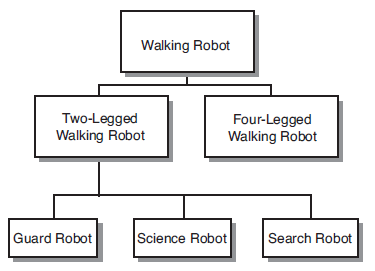 Walking Robot
Two-Legged
Walking Robot
Four-Legged
Walking Robot
Guard Robot
Science Robot
Search Robot